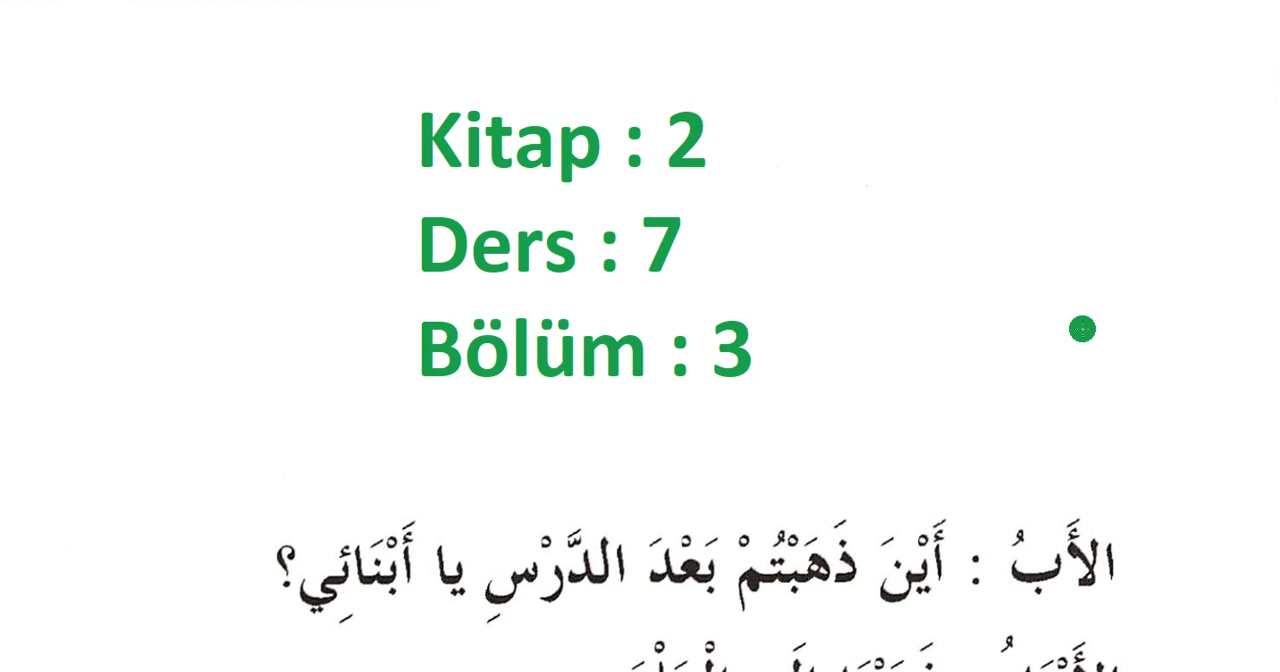 Kitap : 2
Ders : 7
Bölüm : 3
الأَبُ : أَيْنَ ذَهَبْتُمْ بَعْدَ الدَّرْسِ يا أَبْنَائِي؟